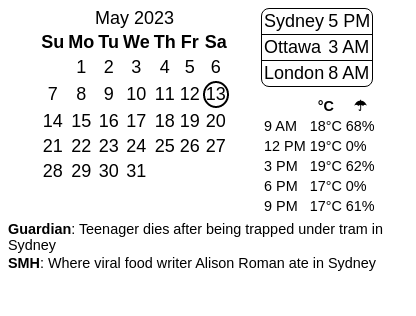 May 2023
Su Mo Tu We Th Fr Sa
1 2 3 4 5 6
7 8 9 10 11 12 13
14 15 16 17 18 19 20
21 22 23 24 25 26 27
28 29 30 31
Sydney 5 PM
Ottawa 3 AM
London 8 AM
°C ☂
9 AM 18°C 68%
12 PM 19°C 0%
3 PM 19°C 62%
6 PM 17°C 0%
9 PM 17°C 61%
Guardian: Teenager dies after being trapped under tram in
Sydney
SMH: Where viral food writer Alison Roman ate in Sydney